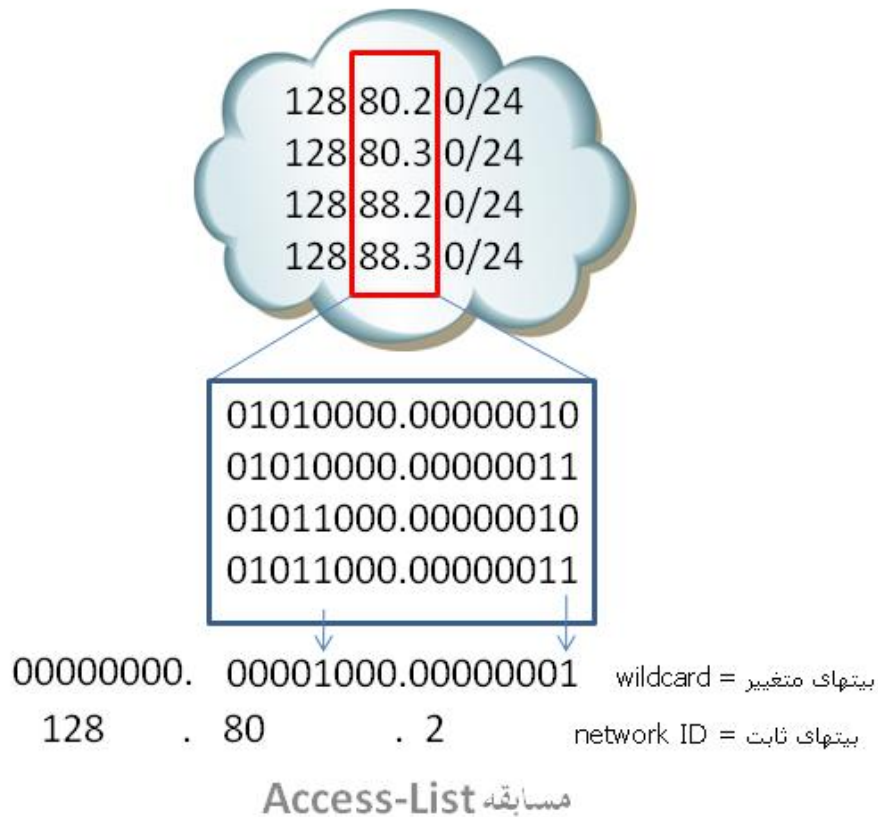 128.80.2.0/24
128.80.3.0/24
128.88.2.0/24
128.88.3.0/24
01010000.00000010
01010000.00000011
01011000.00000010
01011000.00000011
00000000. 00001000.00000001 بیتهای متغییر = wildcard
128 . 80 . 2 بیتهای ثابت = network ID
مسابقه Access-List